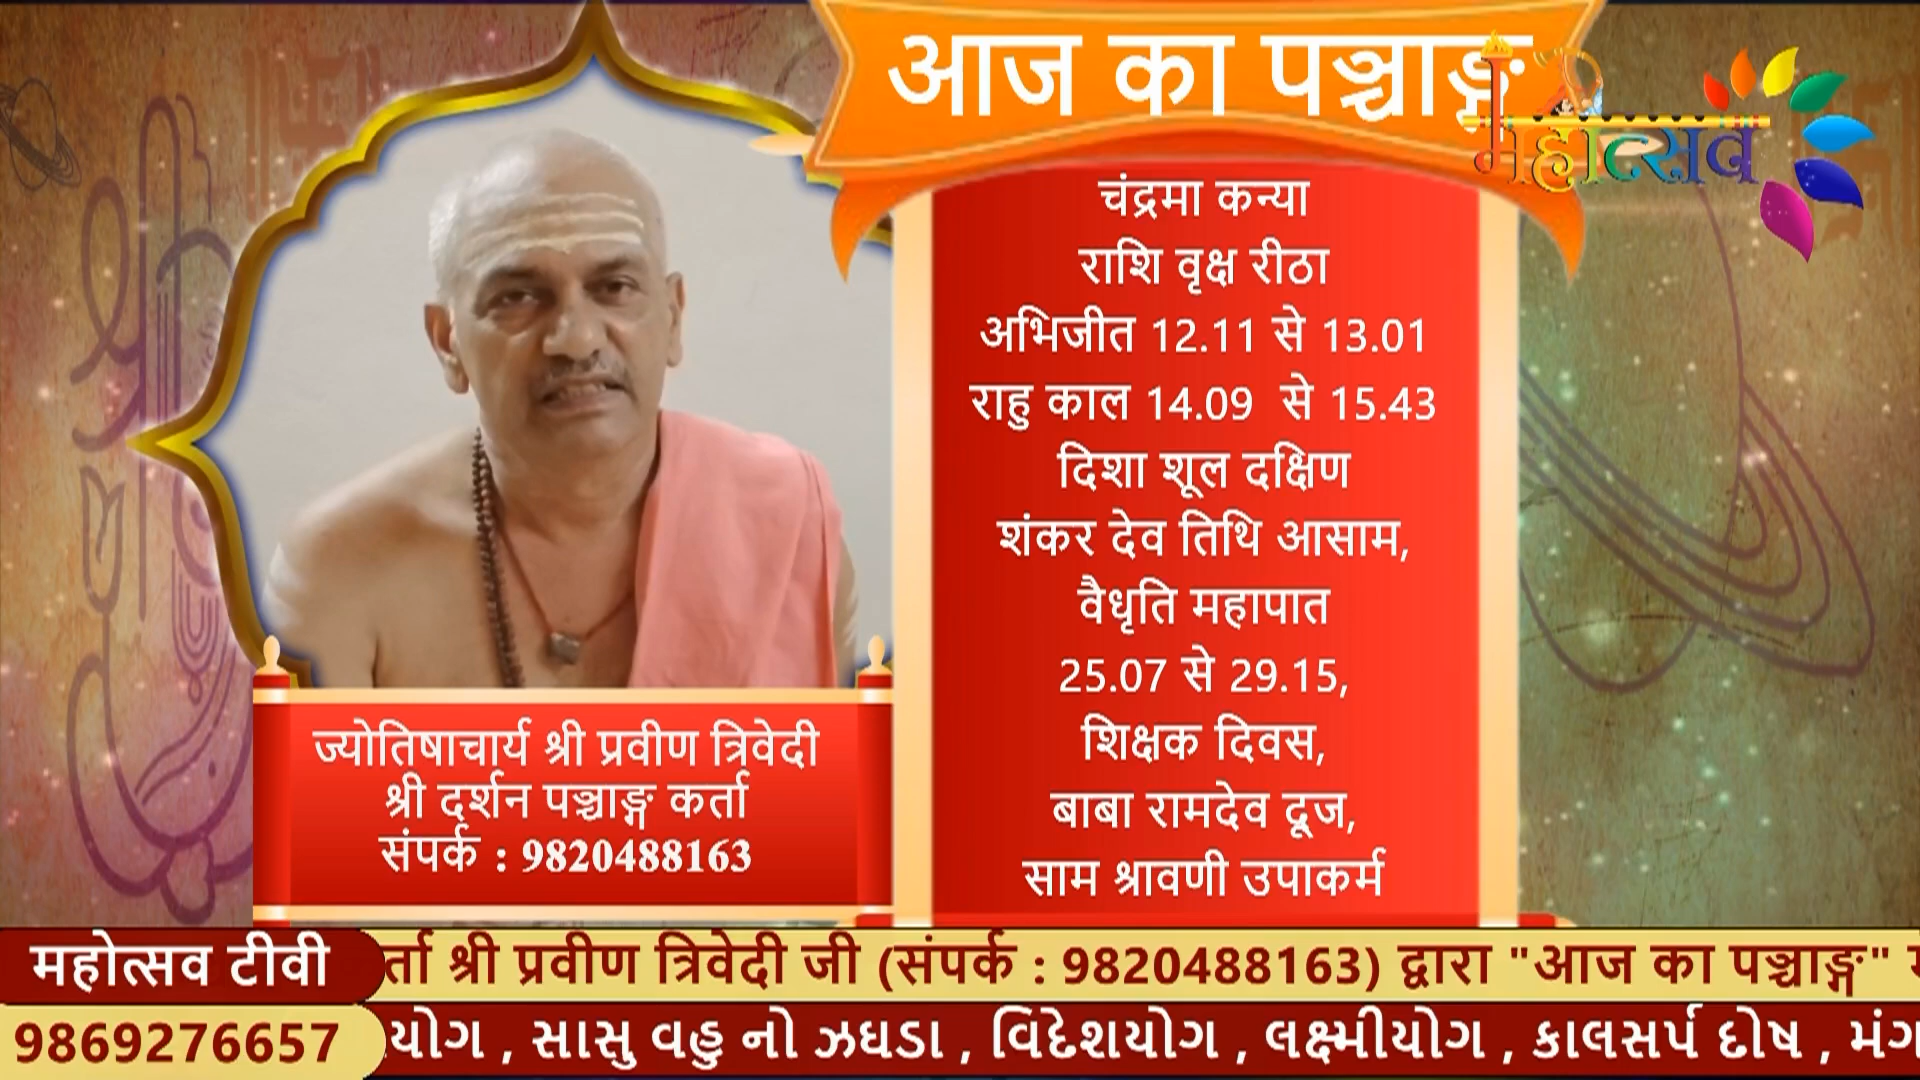 आज का पञ्चाङ्ग
महोत्सव
चंद्रमा कन्या
राशि वृक्ष रीठा
अभिजीत 12.11 से 13.01
राहु काल 14.09 से 15.43
दिशा शूल दक्षिण
शंकर देव तिथि आसाम,
वैधृति महापात
25.07 से 29.15,
शिक्षक दिवस,
बाबा रामदेव दूज,
साम श्रावणी उपाकर्म
ज्योतिषाचार्य श्री प्रवीण त्रिवेदी
श्री दर्शन पञ्चाङ्ग कर्ता
संपर्क : 9820488163
महोत्सव टीवी
र्ता श्री प्रवीण त्रिवेदी जी (संपर्क : 9820488163) द्वारा "आज का पञ्चाङ्ग"
9869276657
યોગ , સાસુ વહુ નો ઝઘડા , વિદેશયોગ , લક્ષ્મીયોગ , કાલસર્પ દોષ , મંગ